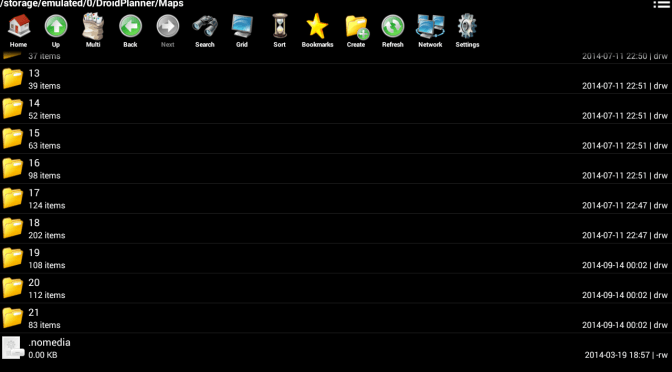 /storage/emulated/0/DroidPlanner/Maps
Home Up Multi Back Next Search Grid Sort Bookmarks Create Refresh Network Settings
37 items 2014-07-11 22:50 | drw
13
39 items 2014-07-11 22:51 | drw
14
52 items 2014-07-11 22:51 | drw
15
63 items 2014-07-11 22:51 | drw
16
98 items 2014-07-11 22:51 | drw
17
124 items 2014-07-11 22:47 | drw
18
202 items 2014-07-11 22:47 | drw
19
108 items 2014-09-14 00:02 | drw
20
112 items 2014-09-14 00:02 | drw
21
83 items 2014-09-14 00:02 | drw
.nomedia
0.00 KB 2014-03-19 18:57 | -rw